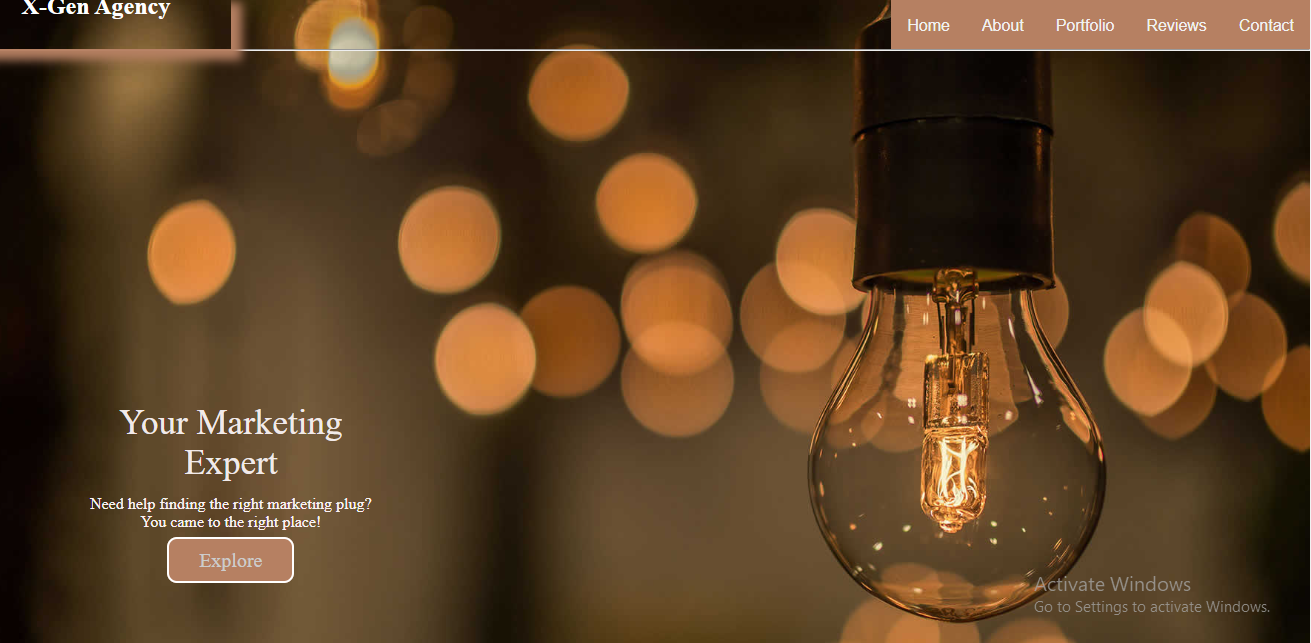 X-Gen Agency
Home About Portfolio Reviews Contact
Your Marketing
Expert
Need help finding the right marketing plug?
You came to the right place!
Explore
Activate Windows
Go to Settings to activate Windows.